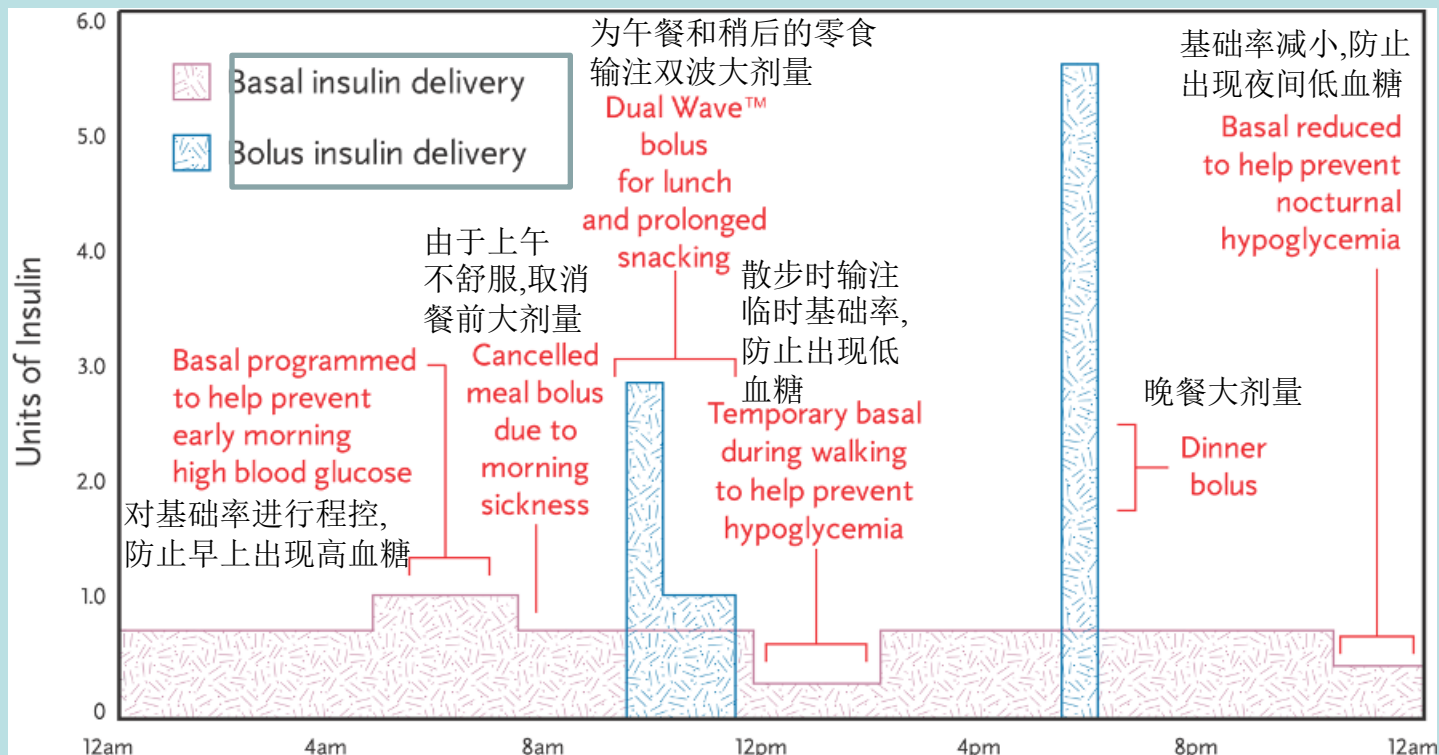 6.0
5.0
4.0
3.0
2.0
1.0
0
Units of Insulin
Basal insulin delivery
Bolus insulin delivery
为午餐和稍后的零食
输注双波大剂量
Dual Wave™
bolus
for lunch
and prolonged
snacking
基础率减小,防止
出现夜间低血糖
Basal reduced
to help prevent
nocturnal
hypoglycemia
由于上午
不舒服,取消
餐前大剂量
Cancelled
meal bolus
due to
morning
sickness
散步时输注
临时基础率,
防止出现低
血糖
Temporary basal
during walking
to help prevent
hypoglycemia
Basal programmed
to help prevent
early morning
high blood glucose
对基础率进行程控,
防止早上出现高血糖
晚餐大剂量
Dinner
bolus
12am 4am 8am 12pm 4pm 8pm 12am